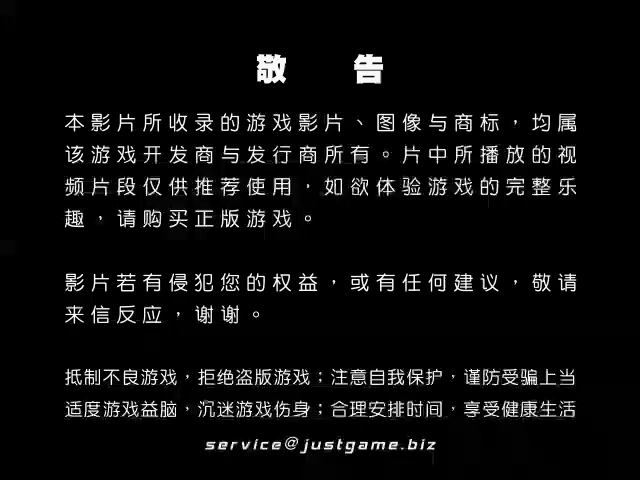 敬 告
本影片所收录的游戏影片、图像与商标，均属
该游戏开发商与发行商所有。片中所播放的视
频片段仅供推荐使用，如欲体验游戏的完整乐
趣，请购买正版游戏。
影片若有侵犯您的权益，或有任何建议，敬请
来信反应，谢谢。
抵制不良游戏，拒绝盗版游戏；注意自我保护，谨防受骗上当
适度游戏益脑，沉迷游戏伤身；合理安排时间，享受健康生活
service@justgame.biz